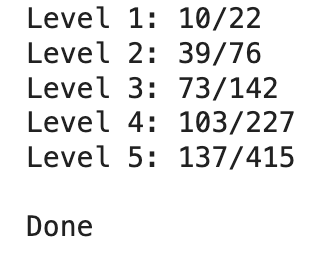 Level 1: 10/22
Level 2: 39/76
Level 3: 73/142
Level 4: 103/227
Level 5: 137/415
Done